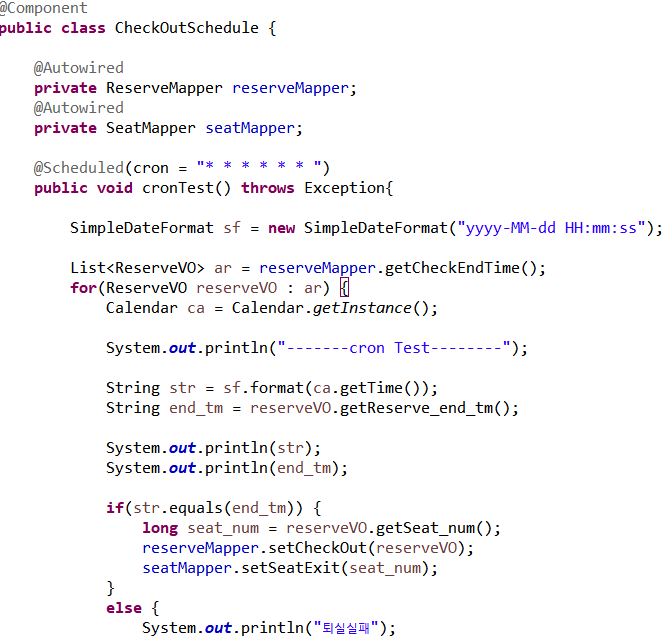 @Component
public class CheckOutSchedule {
@Autowired
private ReserveMapper reserveMapper;
@Autowired
private SeatMapper seatMapper;
@Scheduled(cron = "* * * * * * ")
public void cronTest() throws Exception{
SimpleDateFormat sf = new SimpleDateFormat("yyyy-MM-dd HH:mm:ss");
List<ReserveVO> ar = reserveMapper.getCheckEndTime();
for(ReserveVO reserveVO : ar) {
Calendar ca = Calendar.getInstance();
System.out.println("-------cron Test--------");
String str = sf.format(ca.getTime());
String end_tm = reserveVO.getReserve_end_tm();
System.out.println(str);
System.out.println(end_tm);
if(str.equals(end_tm)) {
long seat_num = reserveVO.getSeat_num();
reserveMapper.setCheckOut(reserveVO);
seatMapper.setSeatExit(seat_num);
}
else {
System.out.println("퇴실실패");